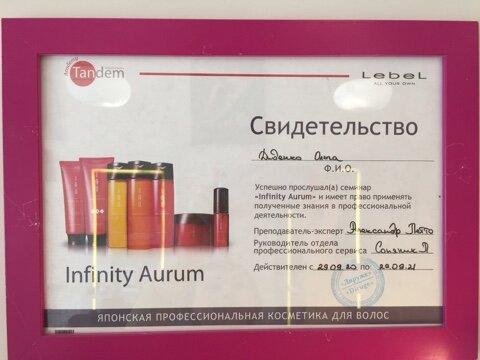 Tandem
LebeL
ALL YOUR OWN
Свидетельство
Ф.И.О.
Успешно прослушал(а) семинар
«Infinity Aurum» и имеет право применять
полученные знания в профессиональной
деятельности.
Преподаватель-эксперт Александр
Руководитель отдела
профессионального сервиса
Действителен с 29.09.20 по 29.09.21
Infinity Aurum
ЯПОНСКАЯ ПРОФЕССИОНАЛЬНАЯ КОСМЕТИКА ДЛЯ ВОЛОС